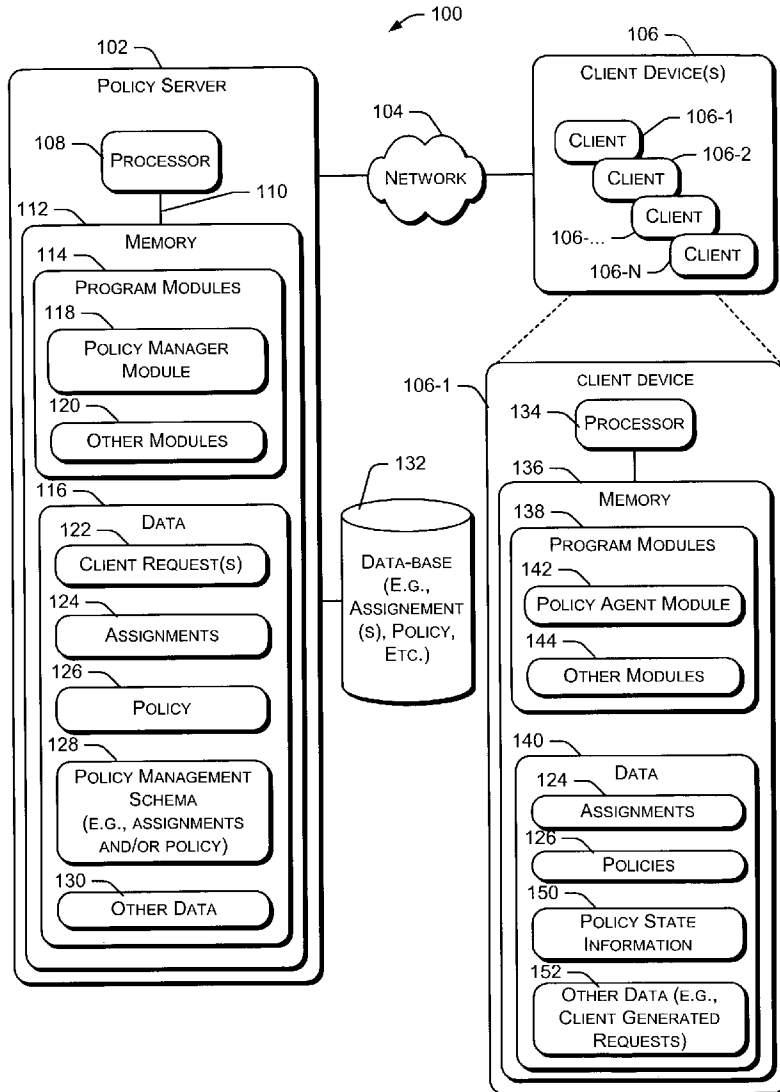 100
102
POLICY SERVER
108
PROCESSOR
110
112
MEMORY
114
PROGRAM MODULES
118
POLICY MANAGER
MODULE
120
OTHER MODULES
116
DATA
122
CLIENT REQUEST(S)
124
ASSIGNMENTS
126
POLICY
128
POLICY MANAGEMENT
SCHEMA
(E.G., ASSIGNMENTS
AND/OR POLICY)
130
OTHER DATA
104
NETWORK
132
DATA-BASE
(E.G.,
ASSIGNEMENT
(S), POLICY,
ETC.)
106
CLIENT DEVICE(S)
CLIENT
106-1
CLIENT
106-2
CLIENT
106-...
CLIENT
106-N
106-1
CLIENT DEVICE
134
PROCESSOR
136
MEMORY
138
PROGRAM MODULES
142
POLICY AGENT MODULE
144
OTHER MODULES
140
DATA
124
ASSIGNMENTS
126
POLICIES
150
POLICY STATE
INFORMATION
152
OTHER DATA (E.G.,
CLIENT GENERATED
REQUESTS)